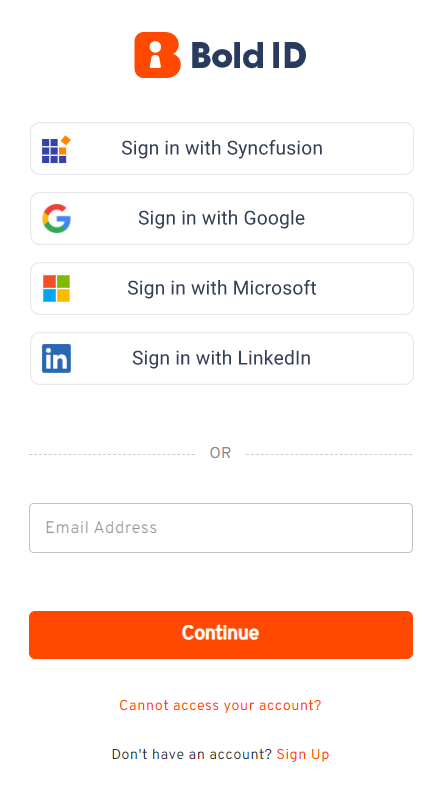 Bold ID
Sign in with Syncfusion
Sign in with Google
Sign in with Microsoft
in Sign in with LinkedIn
OR
Email Address
Continue
Cannot access your account?
Don't have an account? Sign Up